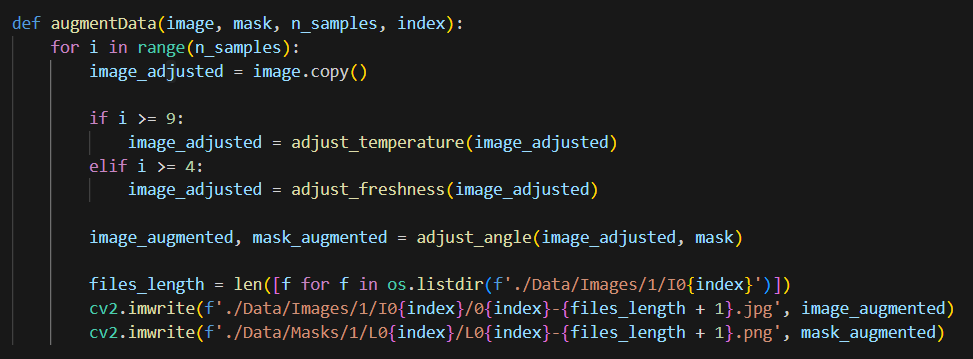 def augmentData(image, mask, n_samples, index):
    for i in range(n_samples):
        image_adjusted = image.copy()

        if i >= 9:
            image_adjusted = adjust_temperature(image_adjusted)
        elif i >= 4:
            image_adjusted = adjust_freshness(image_adjusted)

        image_augmented, mask_augmented = adjust_angle(image_adjusted, mask)

        files_length = len([f for f in os.listdir(f'./Data/Images/1/I0{index}')])
        cv2.imwrite(f'./Data/Images/1/I0{index}/0{index}-{files_length + 1}.jpg', image_augmented)
        cv2.imwrite(f'./Data/Masks/1/L0{index}/L0{index}-{files_length + 1}.png', mask_augmented)